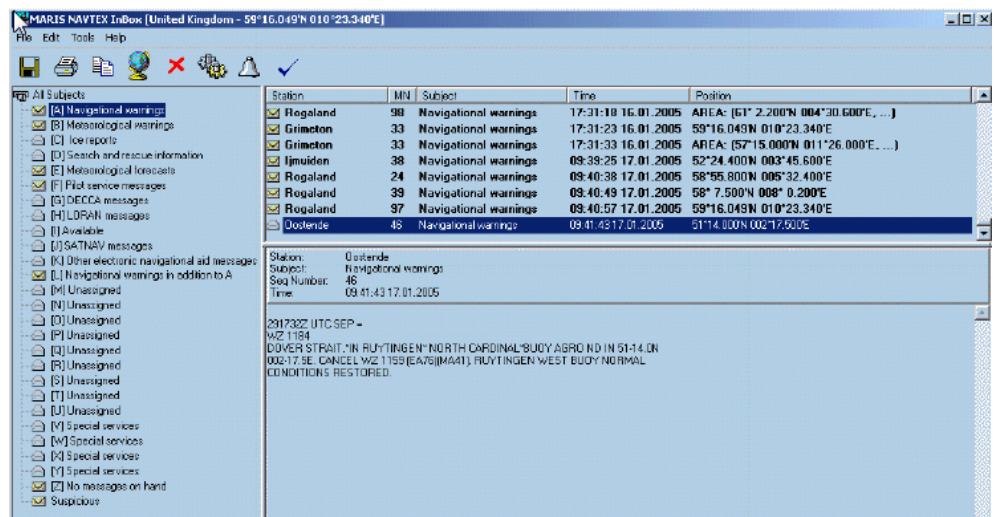 MARIS NAVTEX InBox [United Kingdom - 59°16.049'N 010°23.340'E]
File Edit Tools Help
All Subjects
[A] Navigational warnings
[B] Meteorological warnings
[C] Ice reports
[D] Search and rescue information
[E] Meteorological forecasts
[F] Pilot service messages
[G] DECCA messages
[H] LORAN messages
[I] Available
[J] SATNAV messages
[K] Other electronic navigational aid messages
[L] Navigational warnings in addition to A
[M] Unassigned
[N] Unassigned
[O] Unassigned
[P] Unassigned
[Q] Unassigned
[R] Unassigned
[S] Unassigned
[T] Unassigned
[U] Unassigned
[V] Special services
[W] Special services
[X] Special services
[Y] Special services
[Z] No messages on hand
Suspicious
Station MN Subject Time Position
Rogaland 98 Navigational warnings 17:31:18 16.01.2005 AREA: (61° 2.200'N 004°30.600'E, ...)
Grimeton 33 Navigational warnings 17:31:23 16.01.2005 59°16.049'N 010°23.340'E
Grimeton 33 Navigational warnings 17:31:33 16.01.2005 AREA: (57°15.000'N 011°26.000'E, ...)
Ijmuiden 38 Navigational warnings 09:39:25 17.01.2005 52°24.400'N 003°45.600'E
Rogaland 24 Navigational warnings 09:40:38 17.01.2005 58°55.800'N 005°32.400'E
Rogaland 39 Navigational warnings 09:40:49 17.01.2005 58° 7.500'N 008° 0.200'E
Rogaland 97 Navigational warnings 09:40:57 17.01.2005 59°16.049'N 010°23.340'E
Oostende 46 Navigational warnings 09:41:43 17.01.2005 51°14.000'N 002°17.500'E
Station: Oostende
Subject: Navigational warnings
Seq Number: 46
Time: 09:41:43 17.01.2005
291732Z UTC SEP =
WZ 1184
DOVER STRAIT."IN RUYTINGEN" NORTH CARDINAL"BUOY AGRO ND IN 51-14.0N
002-17.5E. CANCEL WZ 1159 (EA76)(MA41). RUYTINGEN WEST BUOY NORMAL
CONDITIONS RESTORED.